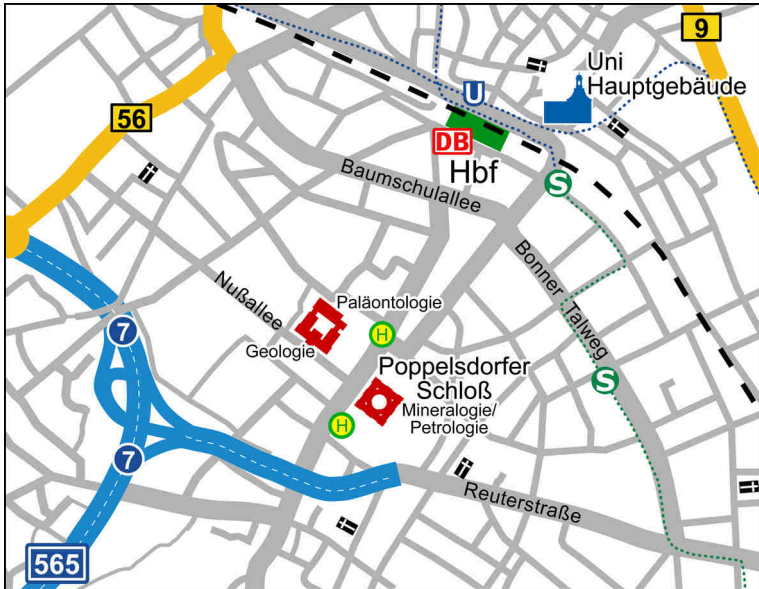 9
Uni
Hauptgebäude
U
56
DB
Hbf
Baumschulallee
S
Bonner Talweg
Nußallee
Paläontologie
H
7
Geologie
Poppelsdorfer
Schloß
Mineralogie/
Petrologie
S
H
7
Reuterstraße
565